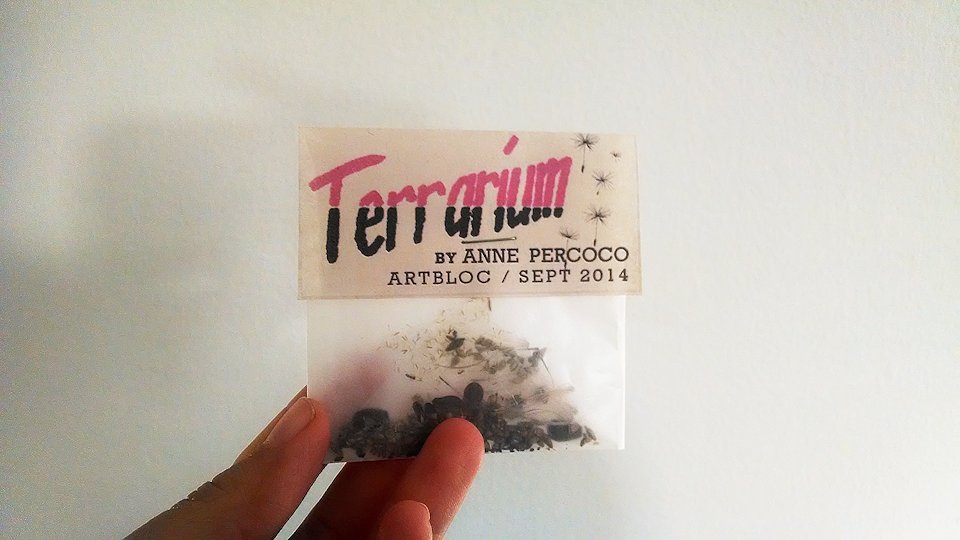 Terrarium
BY ANNE PERCOCO
ARTBLOC / SEPT 2014